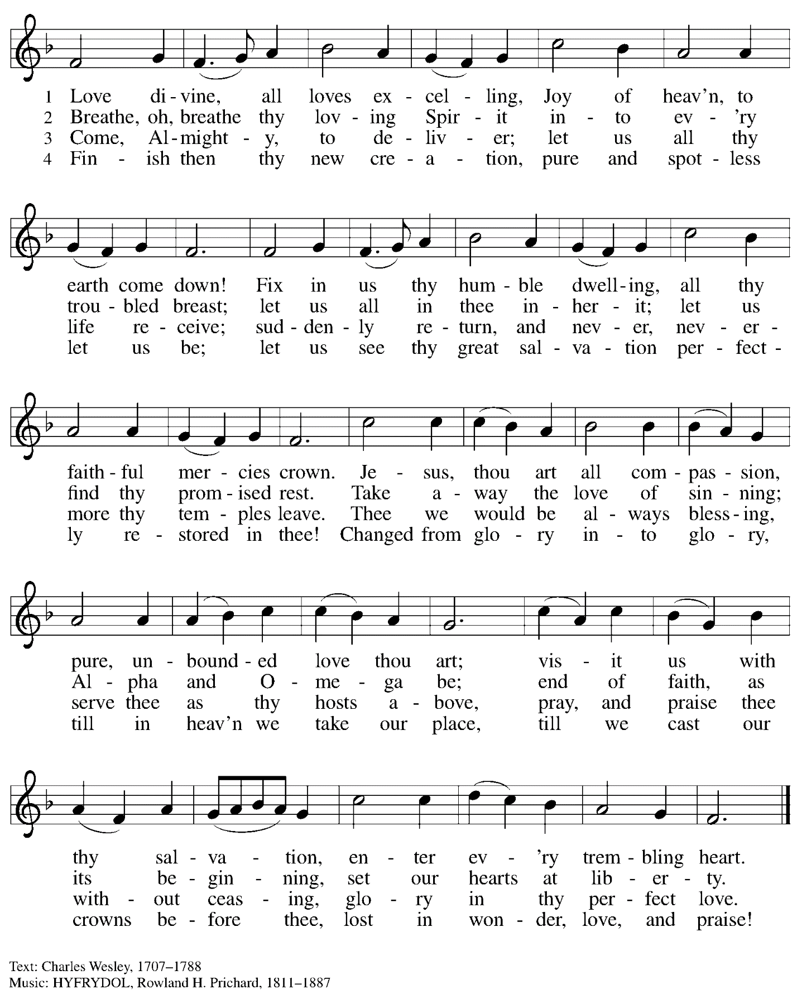 1 Love di - vine, all loves ex - cel - ling, Joy of heav’n, to
2 Breathe, oh, breathe thy lov - ing Spir - it in - to ev - ’ry
3 Come, Al - might - y, to de - liv - er; let us all thy
4 Fin - ish then thy new cre - a - tion, pure and spot - less
earth come down! Fix in us thy hum - ble dwell - ing, all thy
trou - bled breast; let us all in thee in - her - it; let us
life re - ceive; sud - den - ly re - turn, and nev - er, nev - er -
let us be; let us see thy great sal - va - tion per - fect -
faith - ful mer - cies crown. Je - sus, thou art all com - pas - sion,
find thy prom - ised rest. Take a - way the love of sin - ning;
more thy tem - ples leave. Thee we would be al - ways bless - ing,
ly re - stored in thee! Changed from glo - ry in - to glo - ry,
pure, un - bound - ed love thou art; vis - it us with
Al - pha and O - me - ga be; end of faith, as
serve thee as thy hosts a - bove, pray, and praise thee
till in heav’n we take our place, till we cast our
thy sal - va - tion, en - ter ev - ’ry trem - bling heart.
its be - gin - ning, set our hearts at lib - er - ty.
with - out ceas - ing, glo - ry in thy per - fect love.
crowns be - fore thee, lost in won - der, love, and praise!
Text: Charles Wesley, 1707–1788
Music: HYFRYDOL, Rowland H. Prichard, 1811–1887